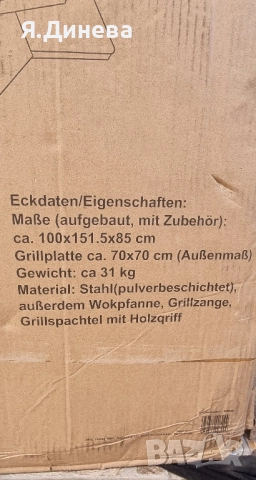 Я.Динева
Eckdaten/Eigenschaften:
Maße (aufgebaut, mit Zubehör):
ca. 100x151.5x85 cm
Grillplatte ca. 70x70 cm (Außenmaß)
Gewicht: ca 31 kg
Material: Stahl(pulverbeschichtet),
außerdem Wokpfanne, Grillzange,
Grillspachtel mit Holzgriff
BAZAR